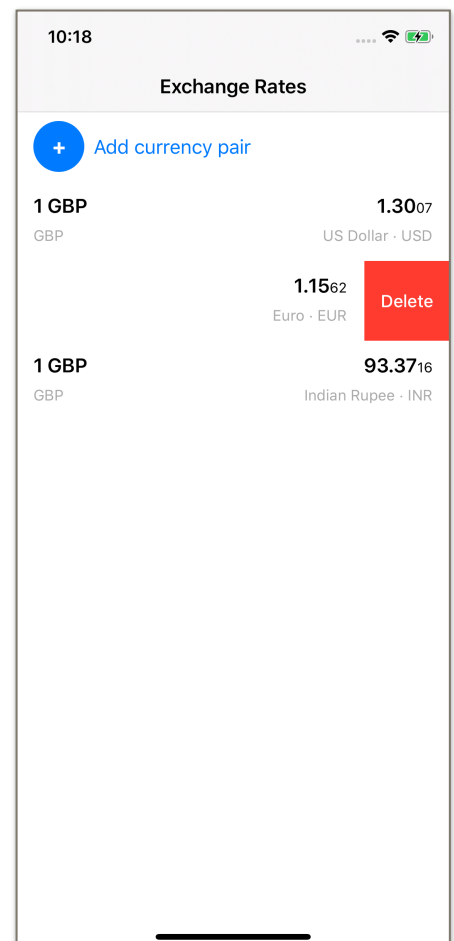 10:18
Exchange Rates
+ Add currency pair
1 GBP 1.3007
GBP US Dollar · USD
1.1562 Delete
Euro · EUR
1 GBP 93.3716
GBP Indian Rupee · INR